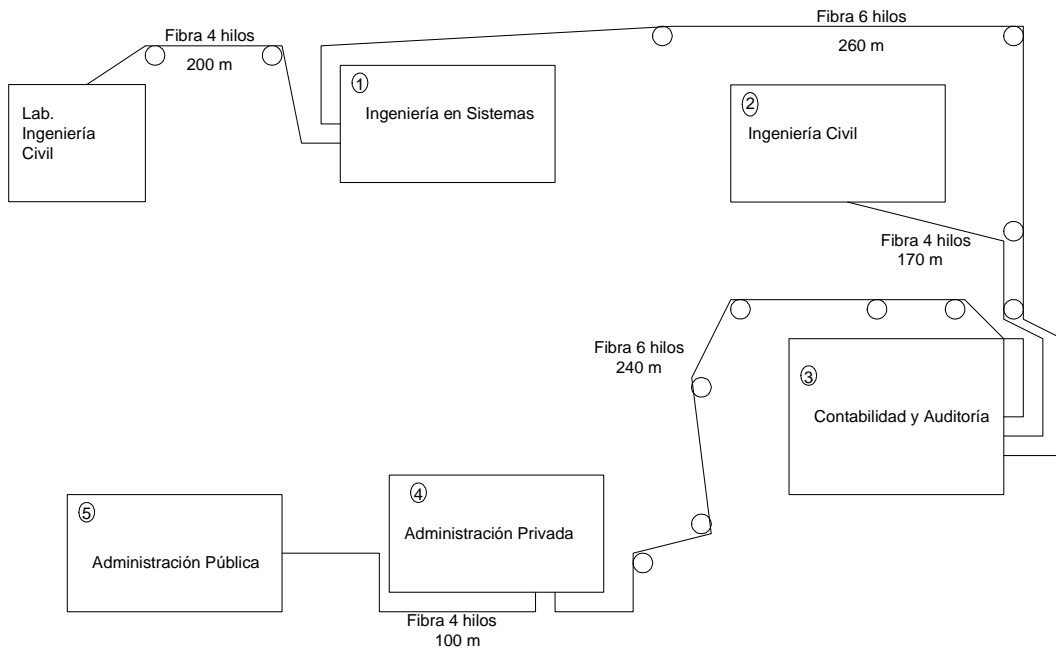 Fibra 4 hilos
200 m
Fibra 6 hilos
260 m
Lab.
Ingeniería
Civil
1
Ingeniería en Sistemas
2
Ingeniería Civil
Fibra 4 hilos
170 m
Fibra 6 hilos
240 m
3
Contabilidad y Auditoría
4
Administración Privada
5
Administración Pública
Fibra 4 hilos
100 m